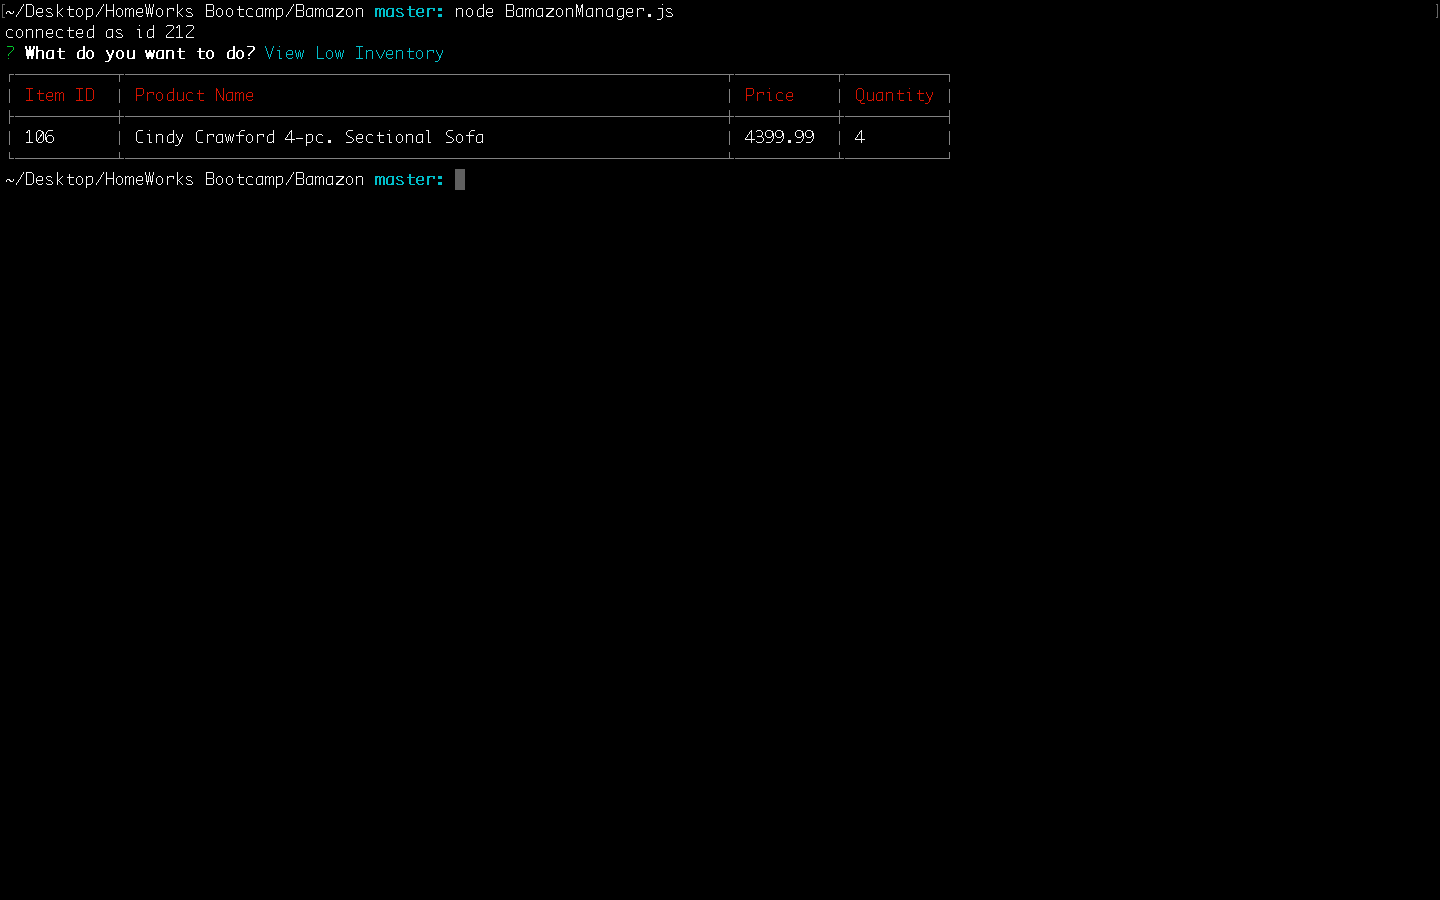 [~/Desktop/HomeWorks Bootcamp/Bamazon master: node BamazonManager.js ]
connected as id 212
? What do you want to do? View Low Inventory
| Item ID | Product Name | Price | Quantity |
| 106 | Cindy Crawford 4-pc. Sectional Sofa | 4399.99 | 4 |
~/Desktop/HomeWorks Bootcamp/Bamazon master: